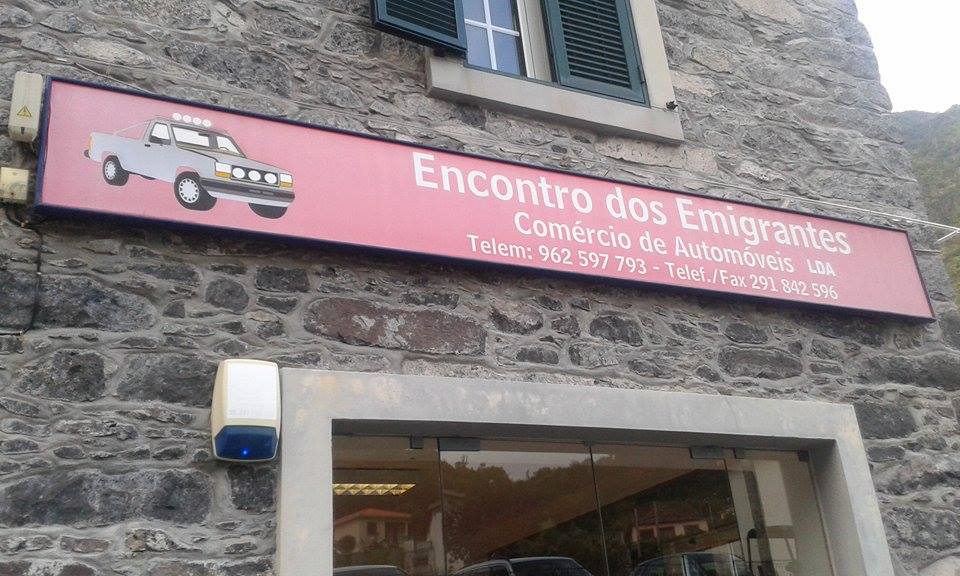 Encontro dos Emigrantes
Comércio de Automóveis LDA
Telem: 962 597 793 - Telef./Fax 291 842 596